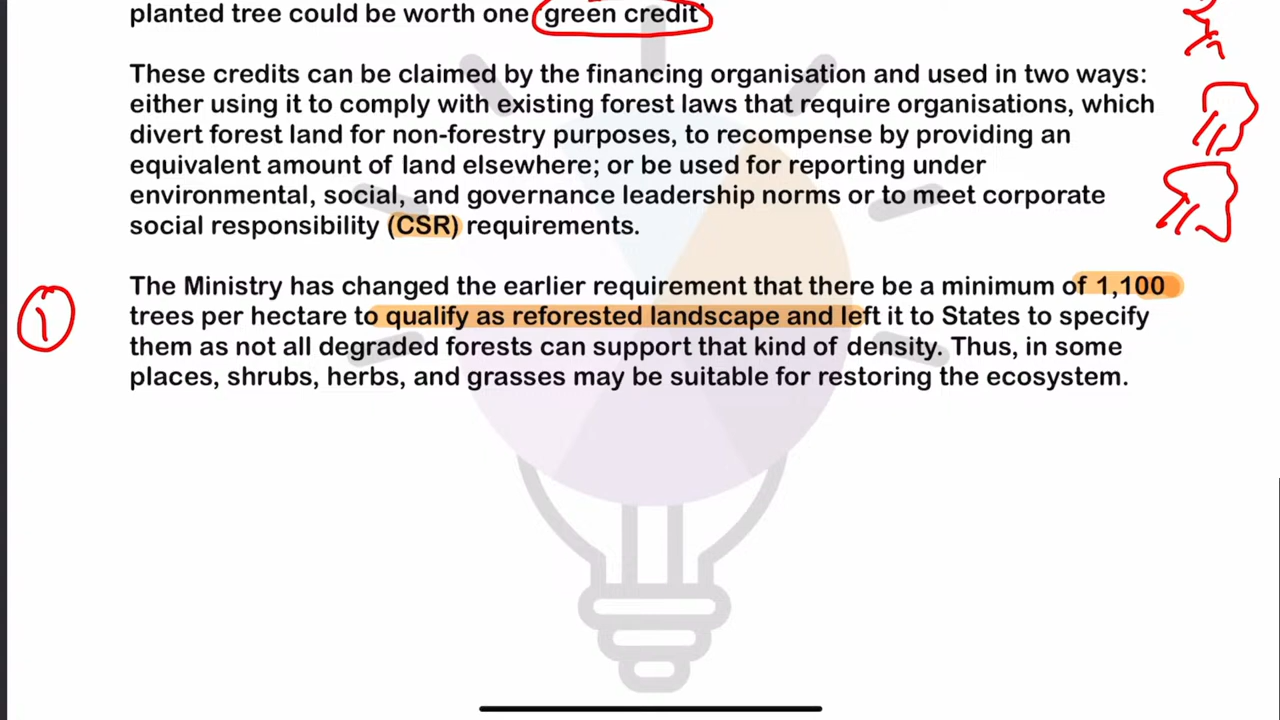 planted tree could be worth one 'green credit'
These credits can be claimed by the financing organisation and used in two ways:
either using it to comply with existing forest laws that require organisations, which
divert forest land for non-forestry purposes, to recompense by providing an
equivalent amount of land elsewhere; or be used for reporting under
environmental, social, and governance leadership norms or to meet corporate
social responsibility (CSR) requirements.
1
The Ministry has changed the earlier requirement that there be a minimum of 1,100
trees per hectare to qualify as reforested landscape and left it to States to specify
them as not all degraded forests can support that kind of density. Thus, in some
places, shrubs, herbs, and grasses may be suitable for restoring the ecosystem.